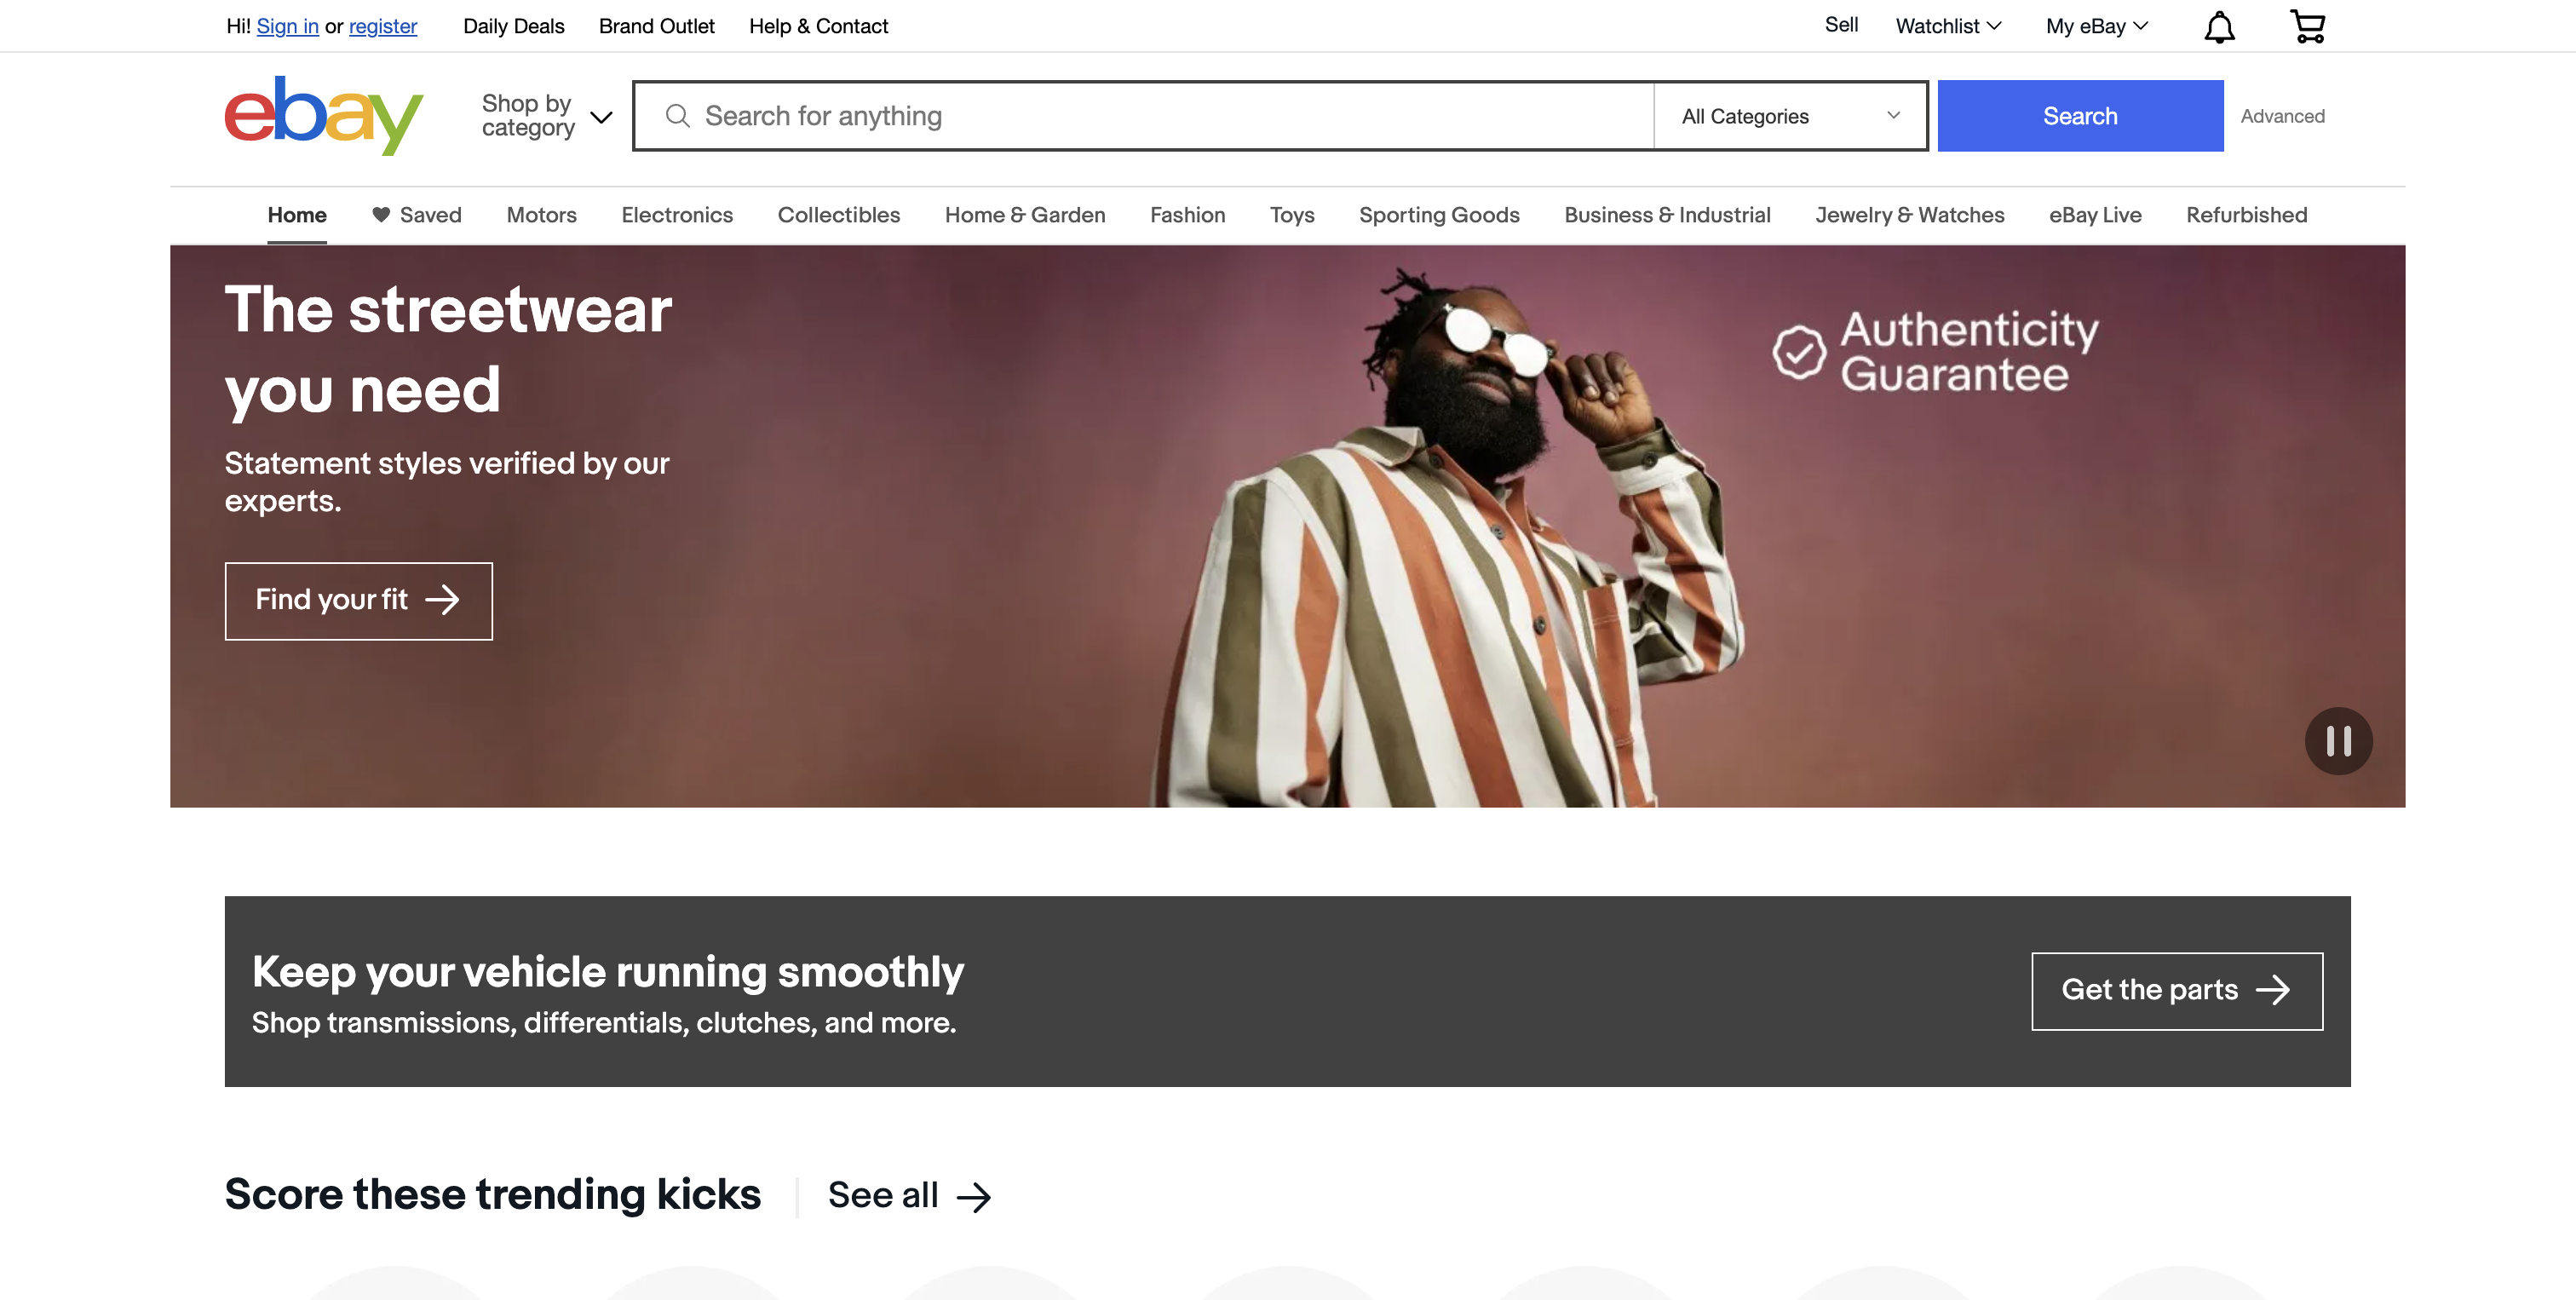 Hi! Sign in or register Daily Deals Brand Outlet Help & Contact Sell Watchlist My eBay
ebay
Shop by
category
Search for anything All Categories Search Advanced
Home Saved Motors Electronics Collectibles Home & Garden Fashion Toys Sporting Goods Business & Industrial Jewelry & Watches eBay Live Refurbished
The streetwear
you need
Statement styles verified by our
experts.
Find your fit
Authenticity
Guarantee
Keep your vehicle running smoothly
Shop transmissions, differentials, clutches, and more.
Get the parts
Score these trending kicks See all